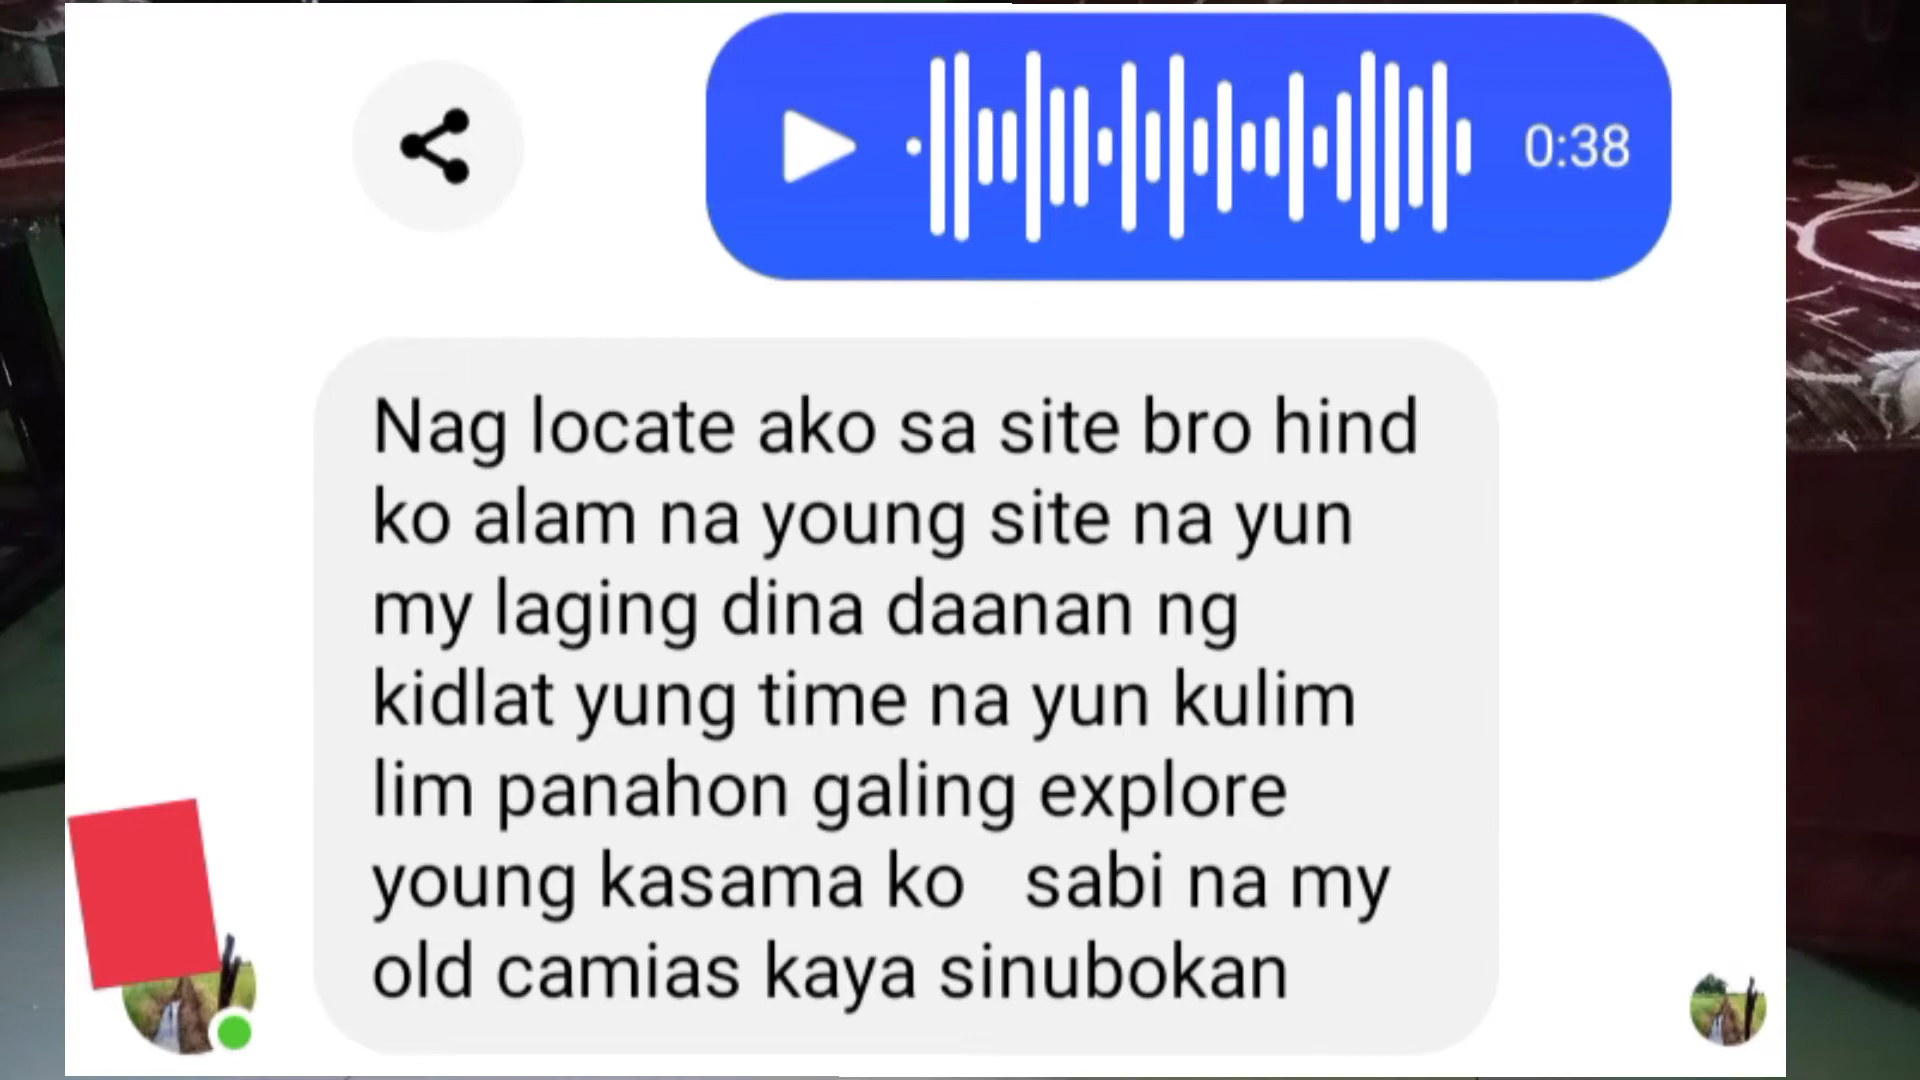 0:38
Nag locate ako sa site bro hind
ko alam na young site na yun
my laging dina daanan ng
kidlat yung time na yun kulim
lim panahon galing explore
young kasama ko sabi na my
old camias kaya sinubokan